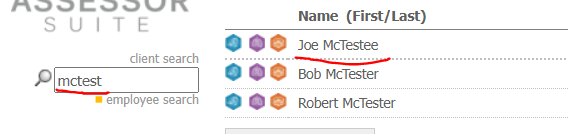 ASSESSOR
SUITE
client search
mctest
employee search
Name (First/Last)
Joe McTestee
Bob McTester
Robert McTester